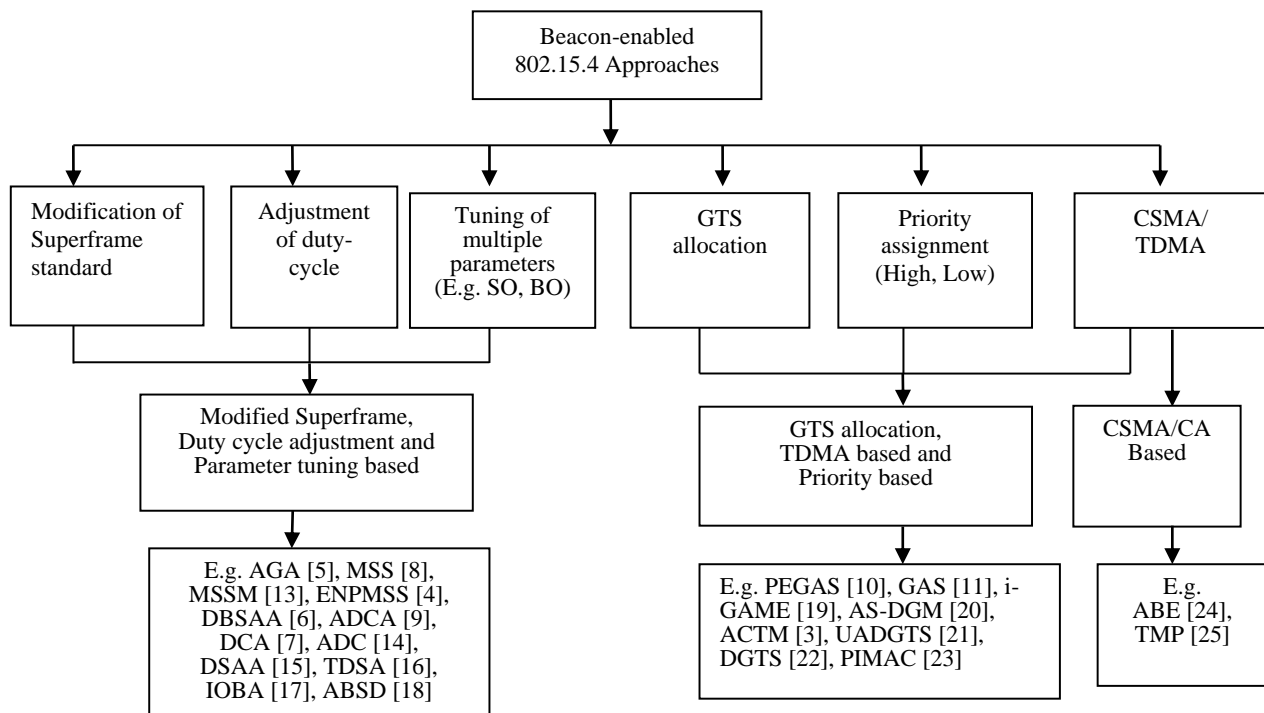 Beacon-enabled
802.15.4 Approaches
Modification of
Superframe
standard
Adjustment
of duty-
cycle
Tuning of
multiple
parameters
(E.g. SO, BO)
GTS
allocation
Priority
assignment
(High, Low)
CSMA/
TDMA
Modified Superframe,
Duty cycle adjustment and
Parameter tuning based
GTS allocation,
TDMA based and
Priority based
CSMA/CA
Based
E.g. AGA [5], MSS [8],
MSSM [13], ENPMSS [4],
DBSAA [6], ADCA [9],
DCA [7], ADC [14],
DSAA [15], TDSA [16],
IOBA [17], ABSD [18]
E.g. PEGAS [10], GAS [11], i-
GAME [19], AS-DGM [20],
ACTM [3], UADGTS [21],
DGTS [22], PIMAC [23]
E.g.
ABE [24],
TMP [25]